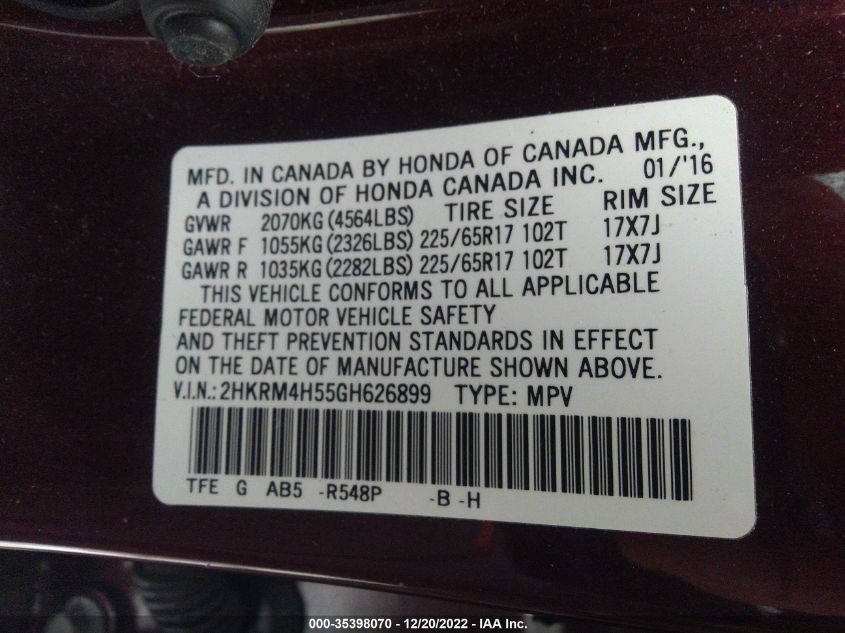 MFD. IN CANADA BY HONDA OF CANADA MFG.,
A DIVISION OF HONDA CANADA INC. 01/'16
GVWR 2070KG (4564LBS) TIRE SIZE RIM SIZE
GAWR F 1055KG (2326LBS) 225/65R17 102T 17X7J
GAWR R 1035KG (2282LBS) 225/65R17 102T 17X7J
THIS VEHICLE CONFORMS TO ALL APPLICABLE
FEDERAL MOTOR VEHICLE SAFETY
AND THEFT PREVENTION STANDARDS IN EFFECT
ON THE DATE OF MANUFACTURE SHOWN ABOVE.
V.I.N.: 2HKRM4H55GH626899 TYPE: MPV
TFE G AB5 -R548P -B -H
000-35398070 - 12/20/2022 - IAA Inc.